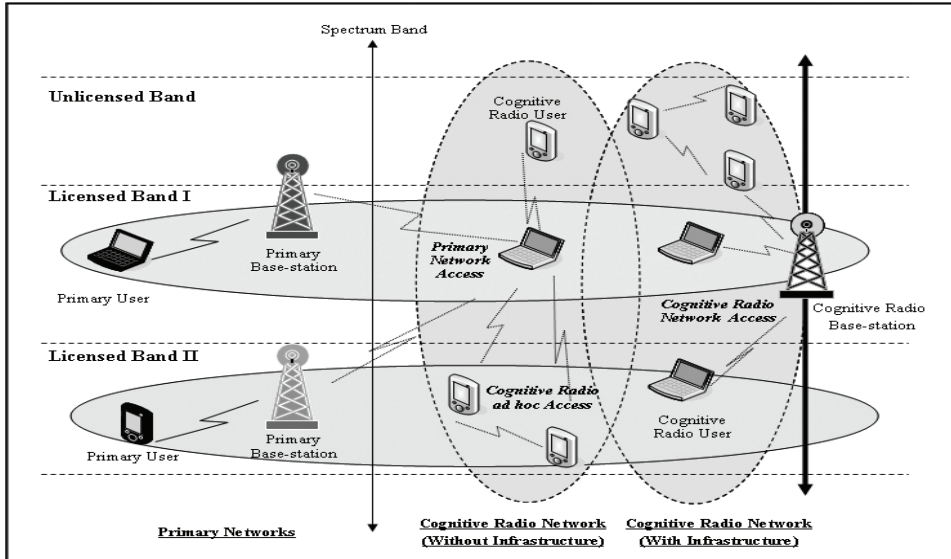 Spectrum Band
Unlicensed Band
Cognitive
Radio User
Licensed Band I
Primary
Base-station
Primary User
Primary
Network
Access
Cognitive Radio
Network Access
Cognitive Radio
Base-station
Licensed Band II
Cognitive Radio
ad hoc Access
Cognitive
Radio User
Primary User
Primary
Base-station
Primary Networks
Cognitive Radio Network
(Without Infrastructure)
Cognitive Radio Network
(With Infrastructure)